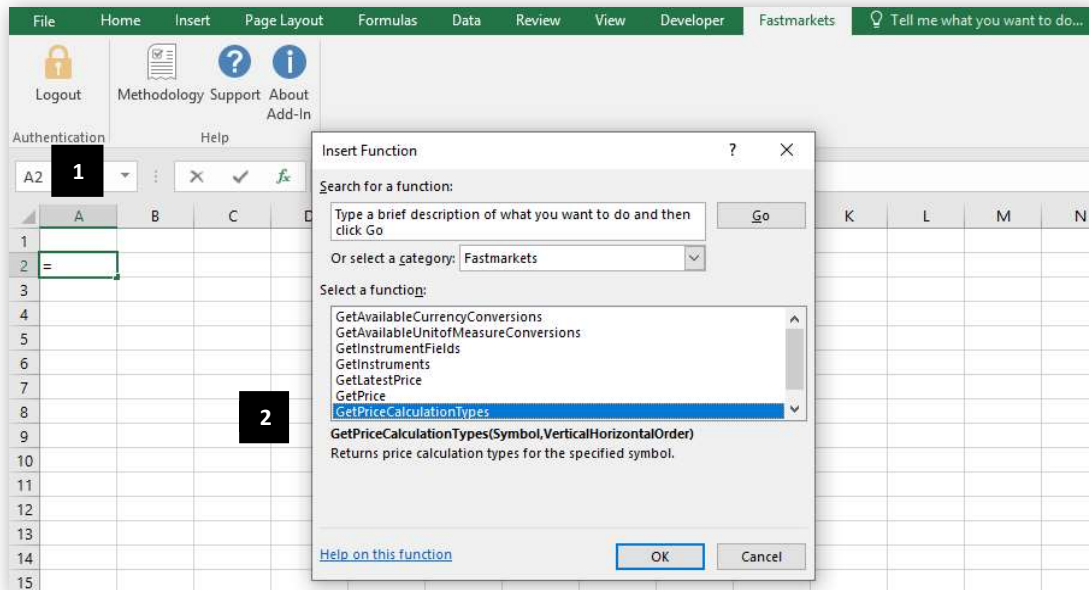 File Home Insert Page Layout Formulas Data Review View Developer Fastmarkets Tell me what you want to do...
Logout Methodology Support About
Add-In
Authentication Help
A2 1 fx
A B C D K L M N
1
2 =
3
4
5
6
7
8
9
10
11
12
13
14
15
2
Insert Function ? X
Search for a function:
Type a brief description of what you want to do and then
click Go
Go
Or select a category: Fastmarkets
Select a function:
GetAvailableCurrencyConversions
GetAvailableUnitofMeasureConversions
GetInstrumentFields
GetInstruments
GetLatestPrice
GetPrice
GetPriceCalculationTypes
GetPriceCalculationTypes(Symbol,VerticalHorizontalOrder)
Returns price calculation types for the specified symbol.
Help on this function OK Cancel